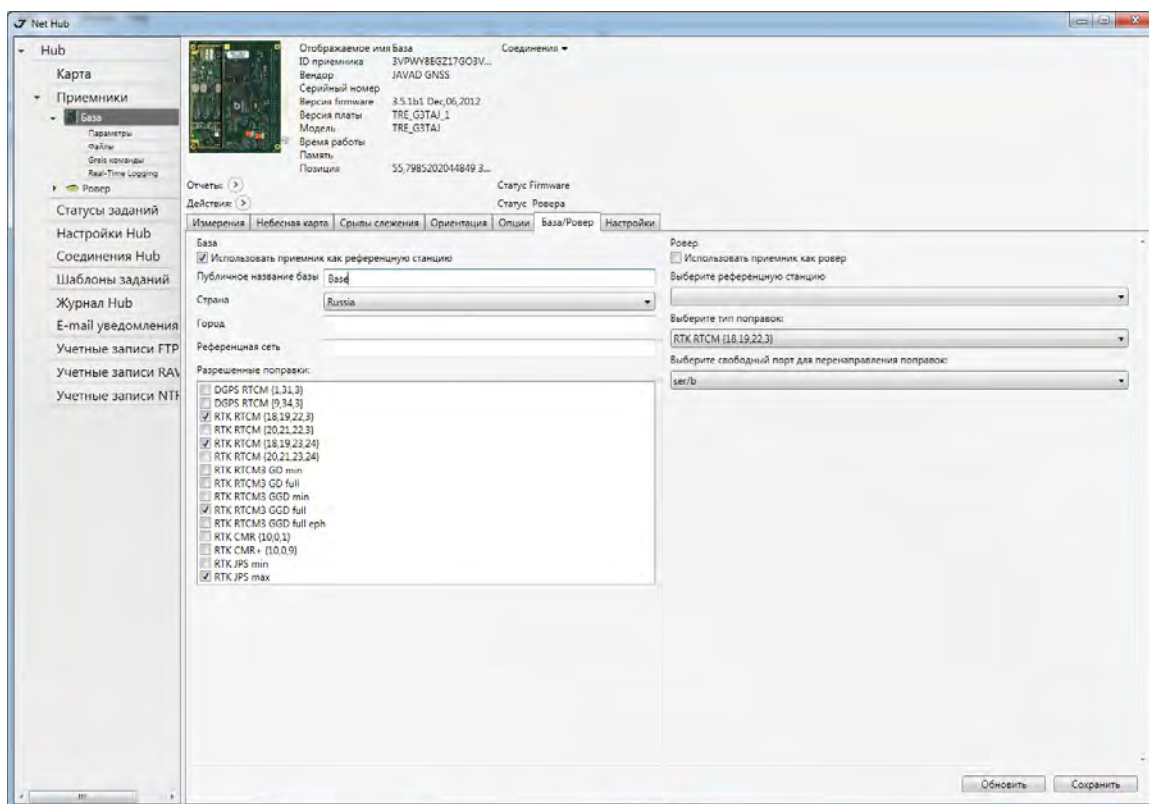 Net Hub
Hub
Карта
Приемники
База
Параметры
Файлы
Greis команды
Real-Time Logging
Ровер
Статусы заданий
Настройки Hub
Соединения Hub
Шаблоны заданий
Журнал Hub
E-mail уведомления
Учетные записи FTP
Учетные записи RAV
Учетные записи NTF
Отображаемое имя База
Соединения
ID приемника 3VPWY8EGZ17GO3V...
Вендор JAVAD GNSS
Серийный номер
Версия firmware 3.5.1b1 Dec,06,2012
Версия платы TRE_G3TAJ_1
Модель TRE_G3TAJ
Время работы
Память
Позиция 55,7985202044849 3...
Отчеты:
Статус Firmware
Действия:
Статус Ровера
Измерения Небесная карта Срывы слежения Ориентация Опции База/Ровер Настройки
База
Использовать приемник как референцную станцию
Публичное название базы Base
Страна Russia
Город
Референцная сеть
Разрешенные поправки:
DGPS RTCM {1,31,3}
DGPS RTCM {9,34,3}
RTK RTCM {18,19,22,3}
RTK RTCM {20,21,22,3}
RTK RTCM {18,19,23,24}
RTK RTCM {20,21,23,24}
RTK RTCM3 GD min
RTK RTCM3 GD full
RTK RTCM3 GGD min
RTK RTCM3 GGD full
RTK RTCM3 GGD full eph
RTK CMR {10,0,1}
RTK CMR+ {10,0,9}
RTK JPS min
RTK JPS max
Ровер
Использовать приемник как ровер
Выберите референцную станцию
Выберите тип поправок:
RTK RTCM {18,19,22,3}
Выберите свободный порт для перенаправления поправок:
ser/b
Обновить Сохранить